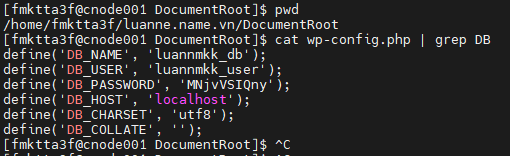 [fmktta3f@cnode001 DocumentRoot]$ pwd
/home/fmktta3f/luanne.name.vn/DocumentRoot
[fmktta3f@cnode001 DocumentRoot]$ cat wp-config.php | grep DB
define('DB_NAME', 'luannmkk_db');
define('DB_USER', 'luannmkk_user');
define('DB_PASSWORD', 'MNjvVSIQny');
define('DB_HOST', 'localhost');
define('DB_CHARSET', 'utf8');
define('DB_COLLATE', '');
[fmktta3f@cnode001 DocumentRoot]$ ^C